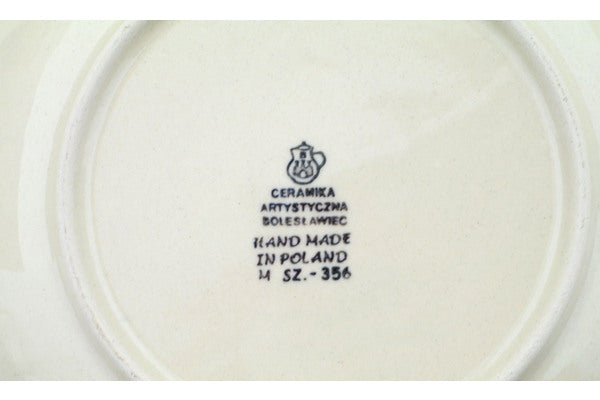 CERAMIKA
ARTYSTYCZNA
BOLESŁAWIEC
HAND MADE
IN POLAND
M SZ.-356